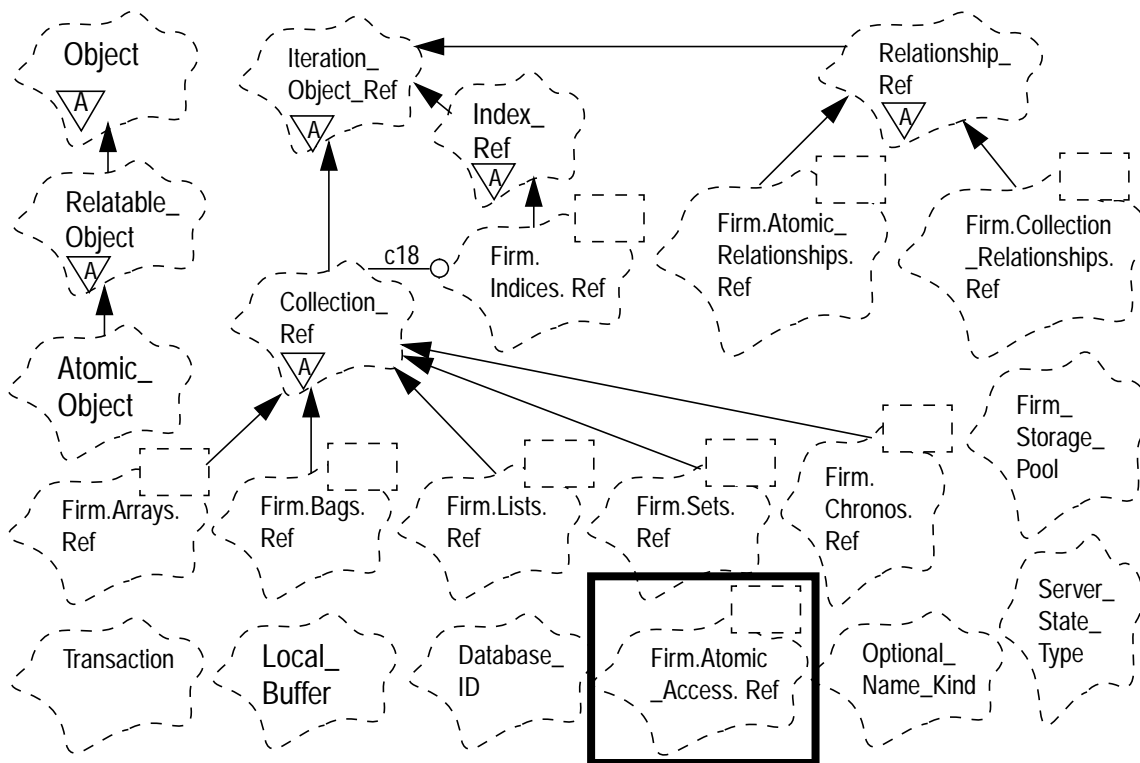 Object
A
Iteration_
Object_Ref
A
Relationship_
Ref
A
Index_
Ref
A
Relatable_
Object
A
Firm.Atomic
_Relationships.
Ref
Firm.Collection
_Relationships.
Ref
c18
Firm.
Indices. Ref
Collection_
Ref
A
Atomic_
Object
Firm_
Storage_
Pool
Firm.Arrays.
Ref
Firm.Bags.
Ref
Firm.Lists.
Ref
Firm.Sets.
Ref
Firm.
Chronos.
Ref
Server_
State_
Type
Transaction
Local_
Buffer
Database_
ID
Firm.Atomic
_Access. Ref
Optional_
Name_Kind